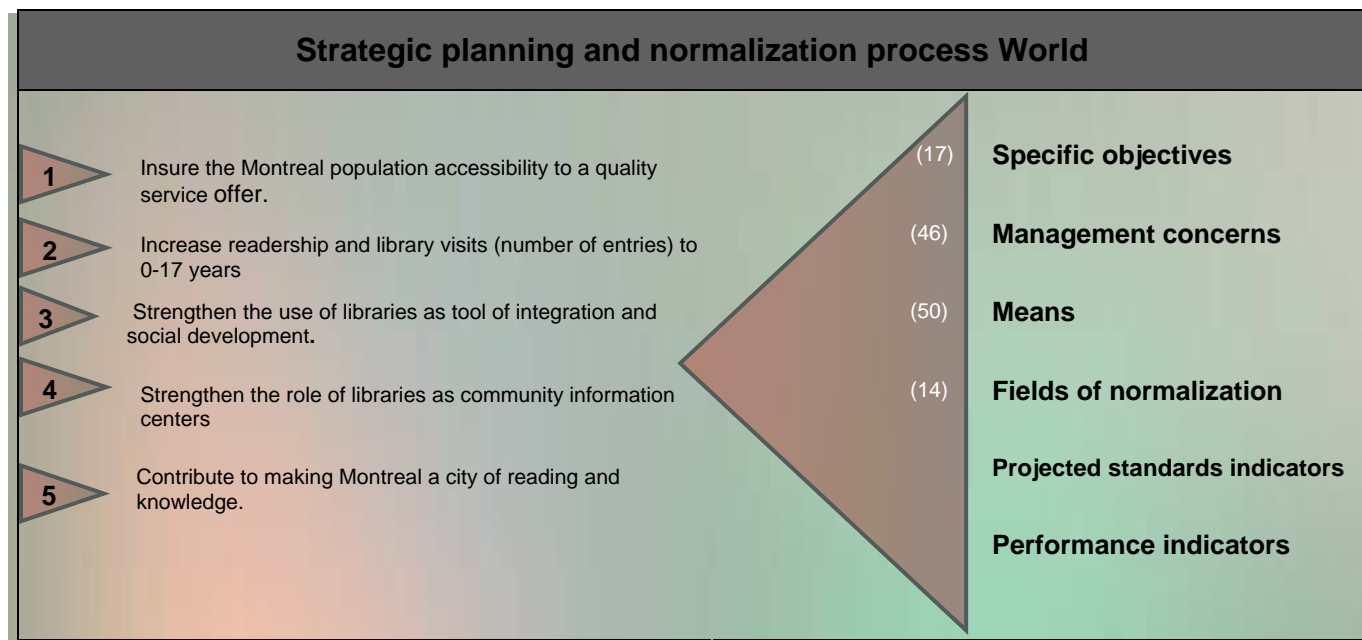 Strategic planning and normalization process World
1
Insure the Montreal population accessibility to a quality
service offer.
2
Increase readership and library visits (number of entries) to
0-17 years
3
Strengthen the use of libraries as tool of integration and
social development.
4
Strengthen the role of libraries as community information
centers
5
Contribute to making Montreal a city of reading and
knowledge.
(17) Specific objectives
(46) Management concerns
(50) Means
(14) Fields of normalization
Projected standards indicators
Performance indicators